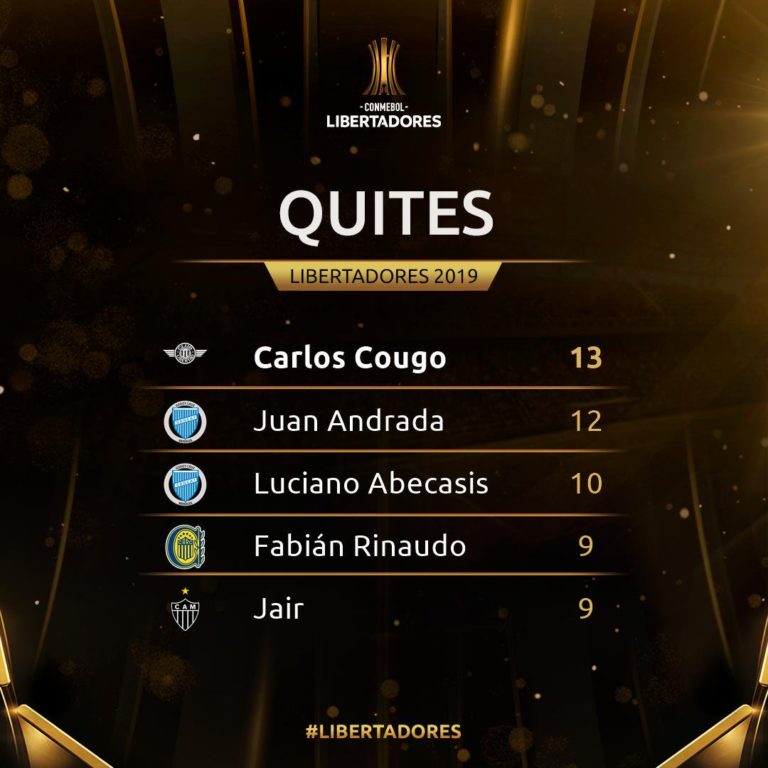 -CONMEBOL-
LIBERTADORES
QUITES
LIBERTADORES 2019
Carlos Cougo 13
Juan Andrada 12
Luciano Abecasis 10
Fabián Rinaudo 9
CAM
Jair 9
#LIBERTADORES